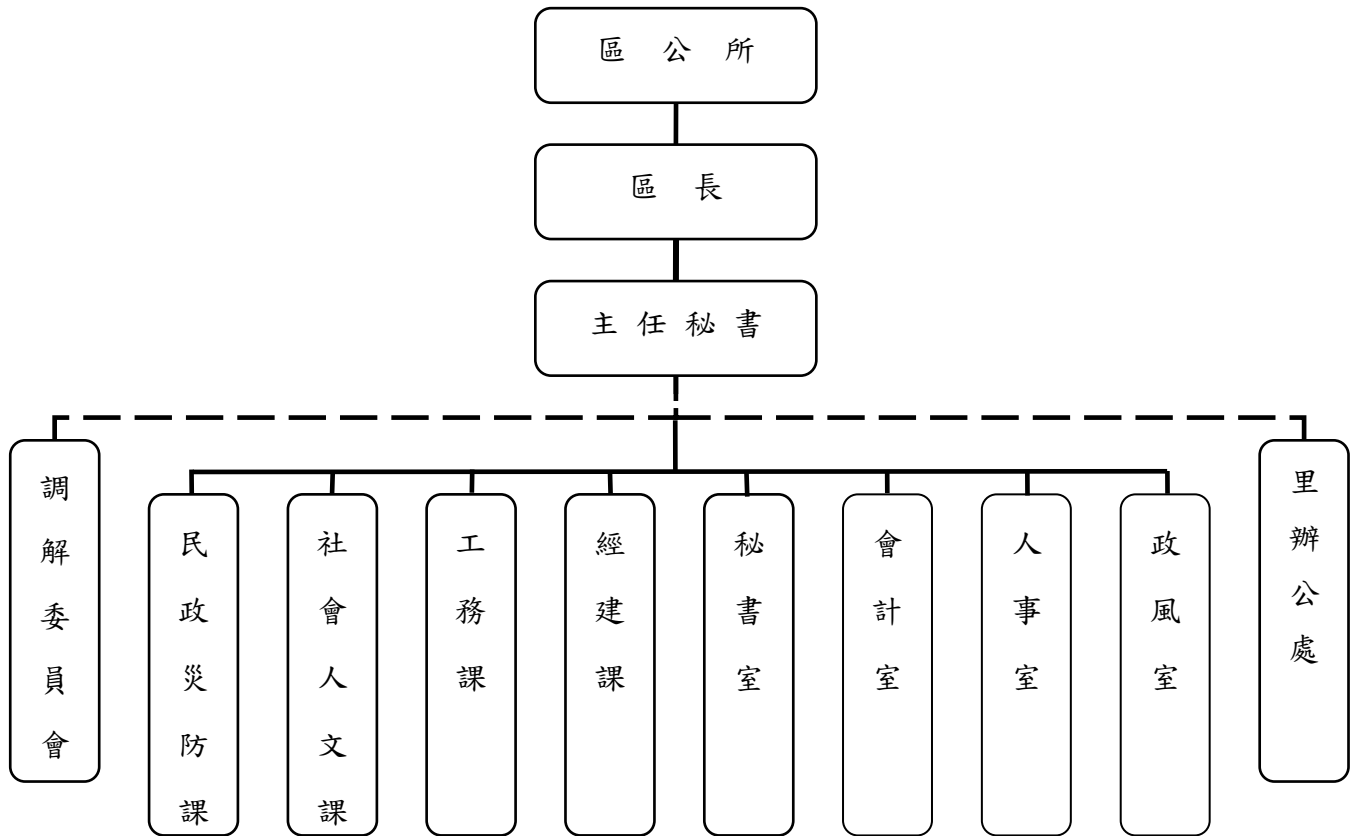 區公所
區長
主任秘書
調解委員會
民政災防課
社會人文課
工務課
經建課
秘書室
會計室
人事室
政風室
里辦公處